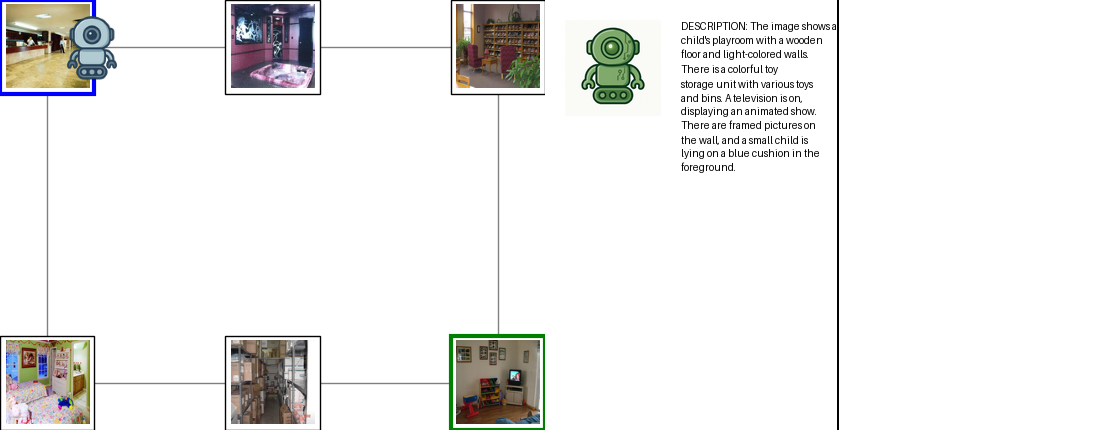 DESCRIPTION: The image shows a
child's playroom with a wooden
floor and light-colored walls.
There is a colorful toy
storage unit with various toys
and bins. A television is on,
displaying an animated show.
There are framed pictures on
the wall, and a small child is
lying on a blue cushion in the
foreground.